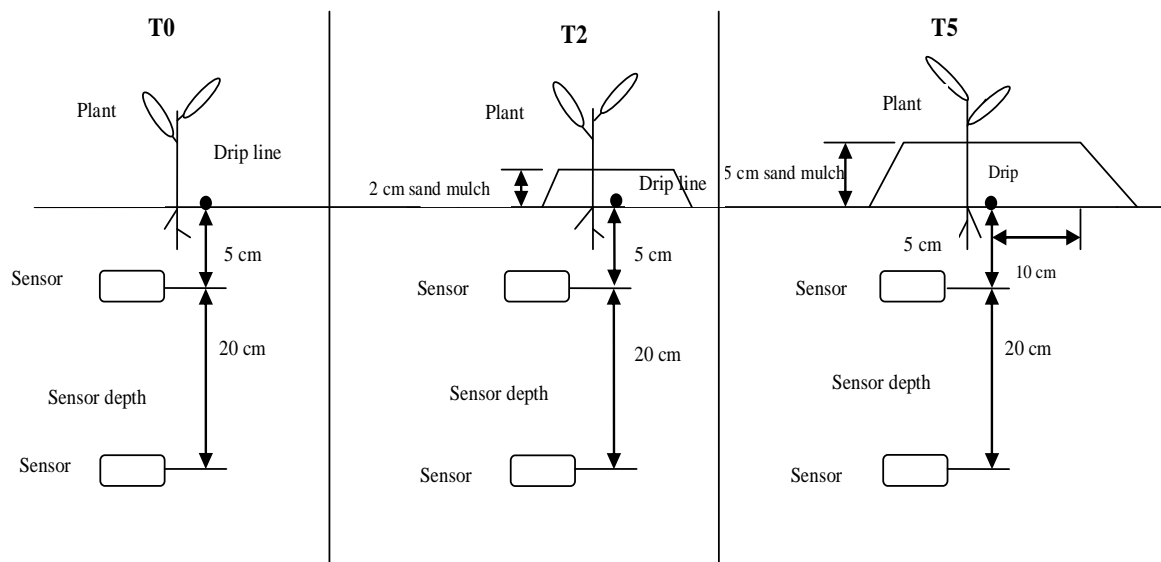 T0
Plant
Drip line
5 cm
Sensor
20 cm
Sensor depth
Sensor
T2
Plant
2 cm sand mulch
Drip line
5 cm
Sensor
20 cm
Sensor depth
Sensor
T5
Plant
5 cm sand mulch
Drip
5 cm
10 cm
Sensor
20 cm
Sensor depth
Sensor